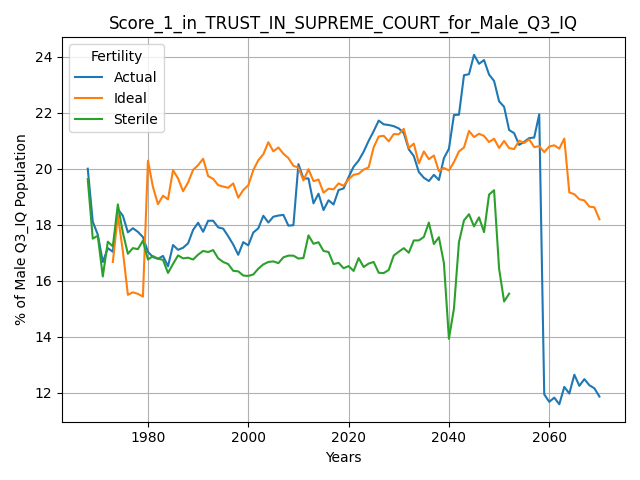 Score_1_in_TRUST_IN_SUPREME_COURT_for_Male_Q3_IQ
Fertility
Actual
Ideal
Sterile
24
22
20
18
16
14
12
% of Male Q3_IQ Population
1980
2000
2020
2040
2060
Years